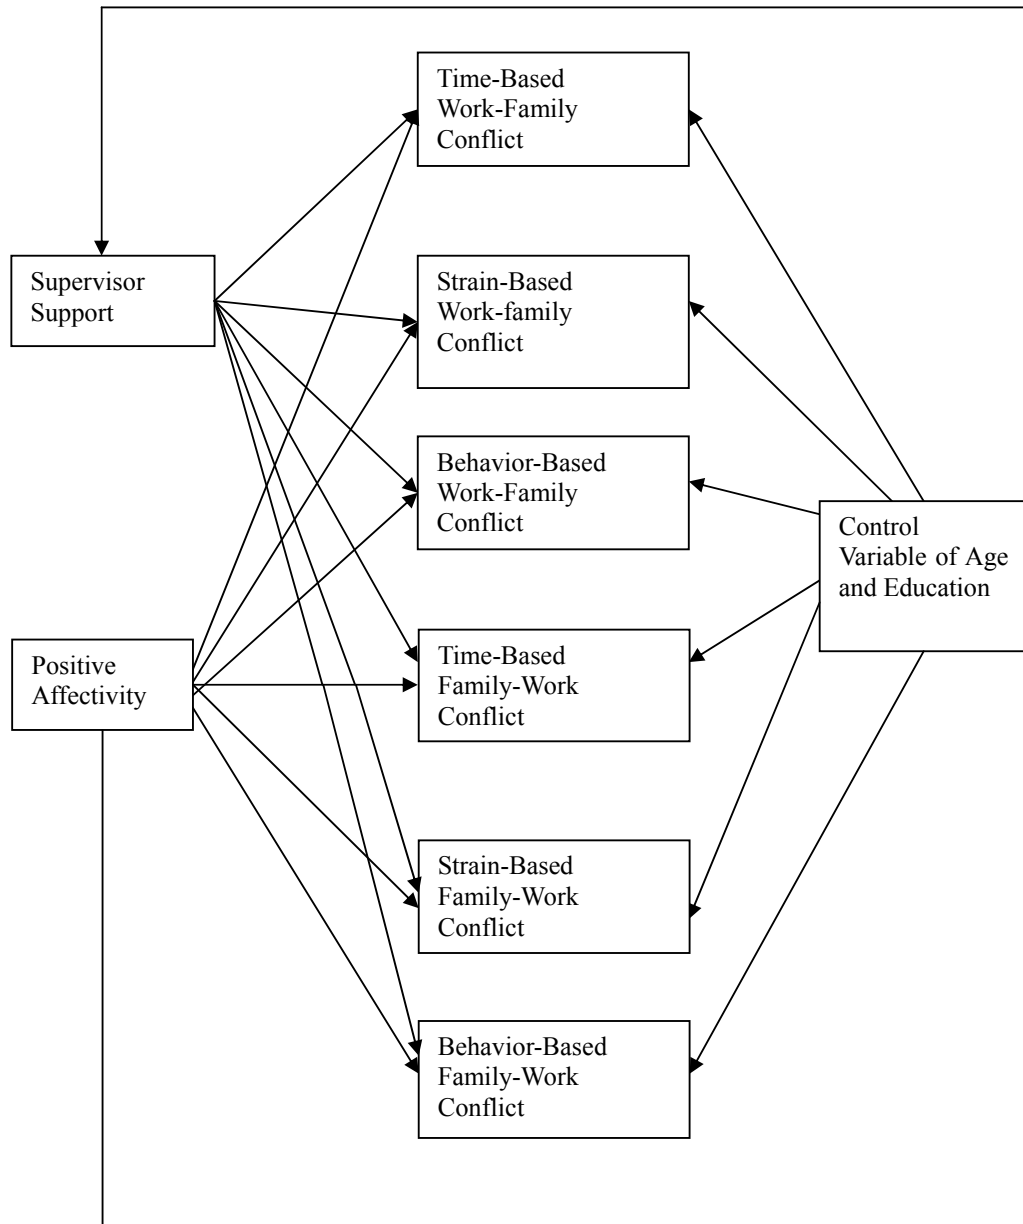 Time-Based
Work-Family
Conflict
Supervisor
Support
Strain-Based
Work-family
Conflict
Behavior-Based
Work-Family
Conflict
Control
Variable of Age
and Education
Positive
Affectivity
Time-Based
Family-Work
Conflict
Strain-Based
Family-Work
Conflict
Behavior-Based
Family-Work
Conflict